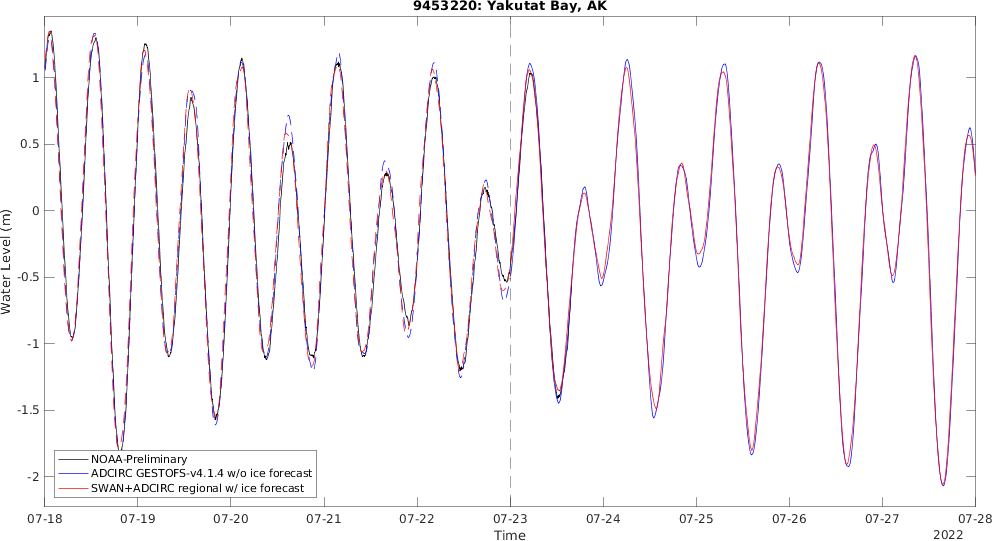 9453220: Yakutat Bay, AK
Water Level (m)
1
0.5
0
-0.5
-1
-1.5
-2
NOAA-Preliminary
ADCIRC GESTOFS-v4.1.4 w/o ice forecast
SWAN+ADCIRC regional w/ ice forecast
07-18 07-19 07-20 07-21 07-22 07-23 07-24 07-25 07-26 07-27 07-28
Time
2022